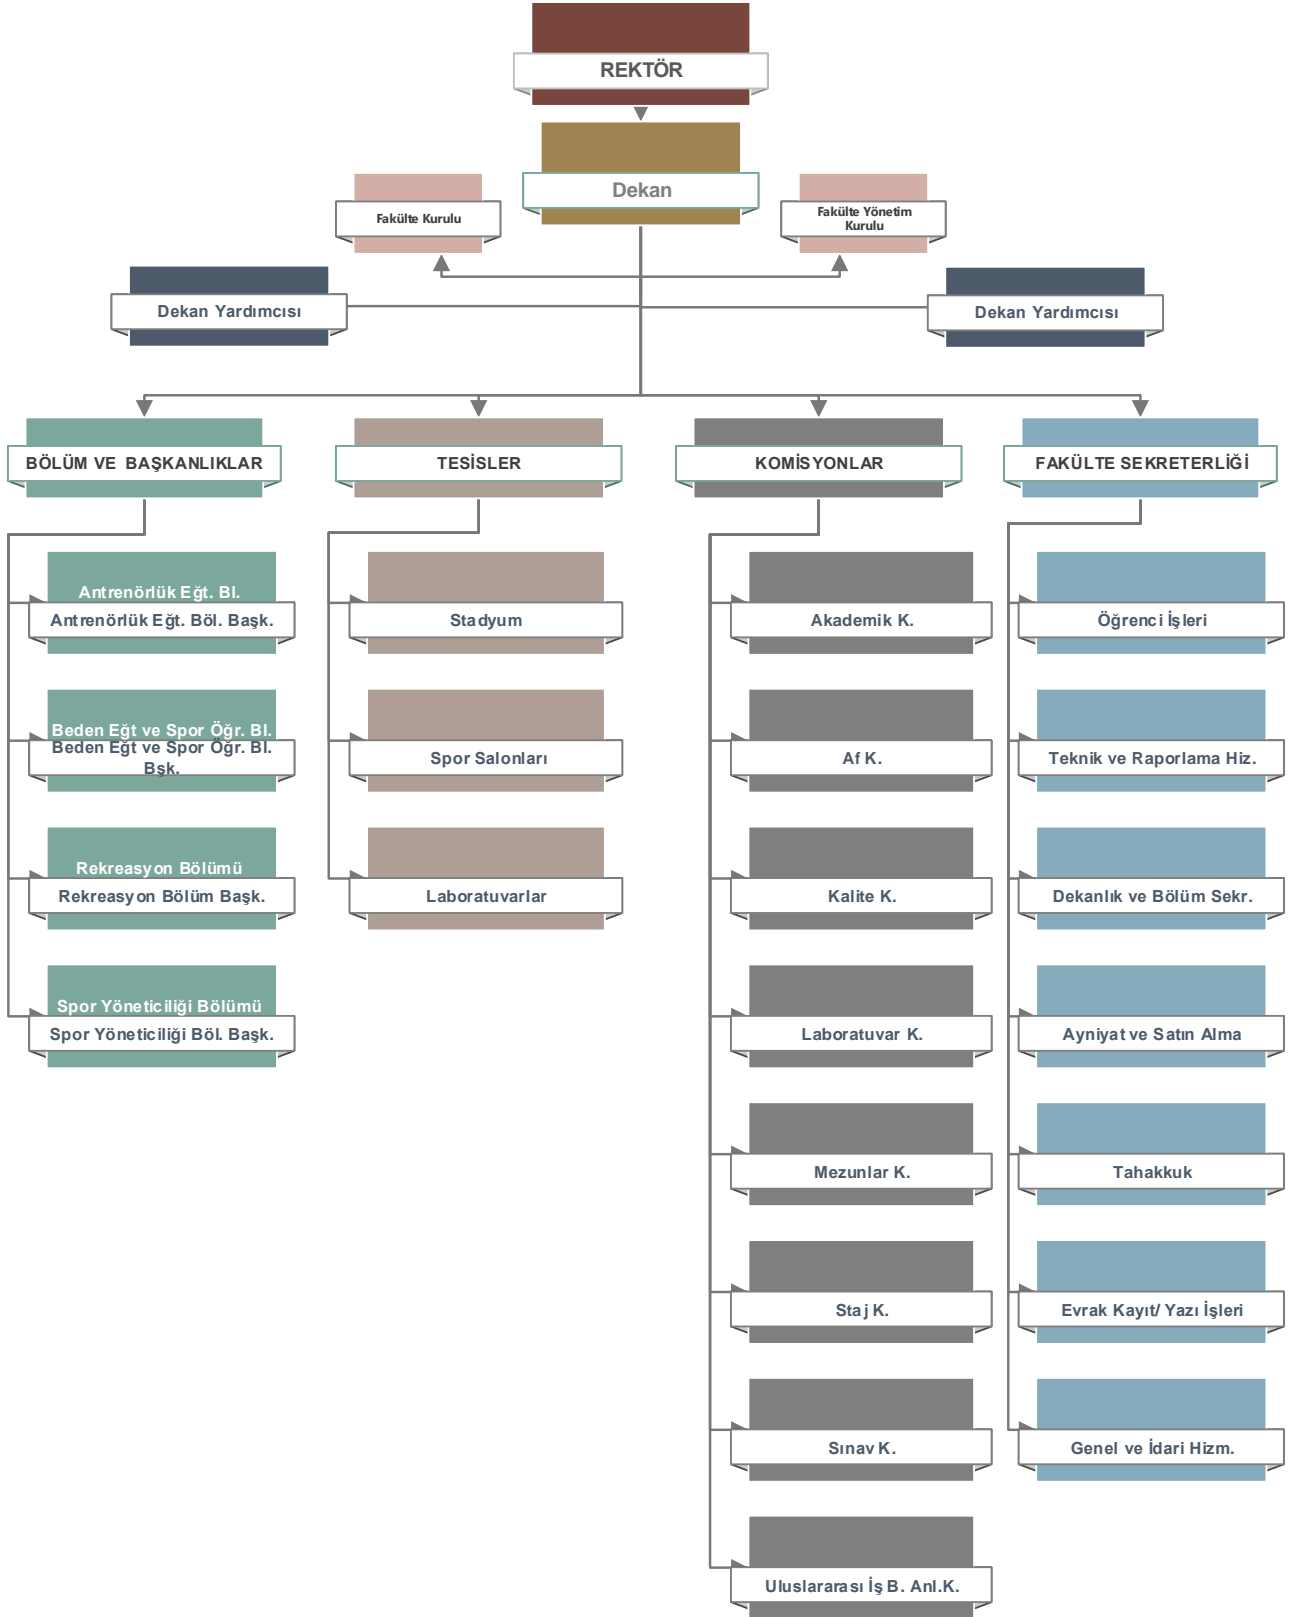 REKTÖR
Dekan
Fakülte Kurulu
Fakülte Yönetim
Kurulu
Dekan Yardımcısı
Dekan Yardımcısı
BÖLÜM VE BAŞKANLIKLAR
TESİSLER
KOMİSYONLAR
FAKÜLTE SEKRETERLİĞİ
Antrenörlük Eğt. Bl.
Antrenörlük Eğt. Böl. Başk.
Beden Eğt ve Spor Öğr. Bl.
Beden Eğt ve Spor Öğr. Bl.
Bşk.
Rekreasyon Bölümü
Rekreasyon Bölüm Başk.
Spor Yöneticiliği Bölümü
Spor Yöneticiliği Böl. Başk.
Stadyum
Spor Salonları
Laboratuvarlar
Akademik K.
Af K.
Kalite K.
Laboratuvar K.
Mezunlar K.
Staj K.
Sınav K.
Uluslararası İş B. Anl.K.
Öğrenci İşleri
Teknik ve Raporlama Hiz.
Dekanlık ve Bölüm Sekr.
Ayniyat ve Satın Alma
Tahakkuk
Evrak Kayıt/ Yazı İşleri
Genel ve İdari Hizm.